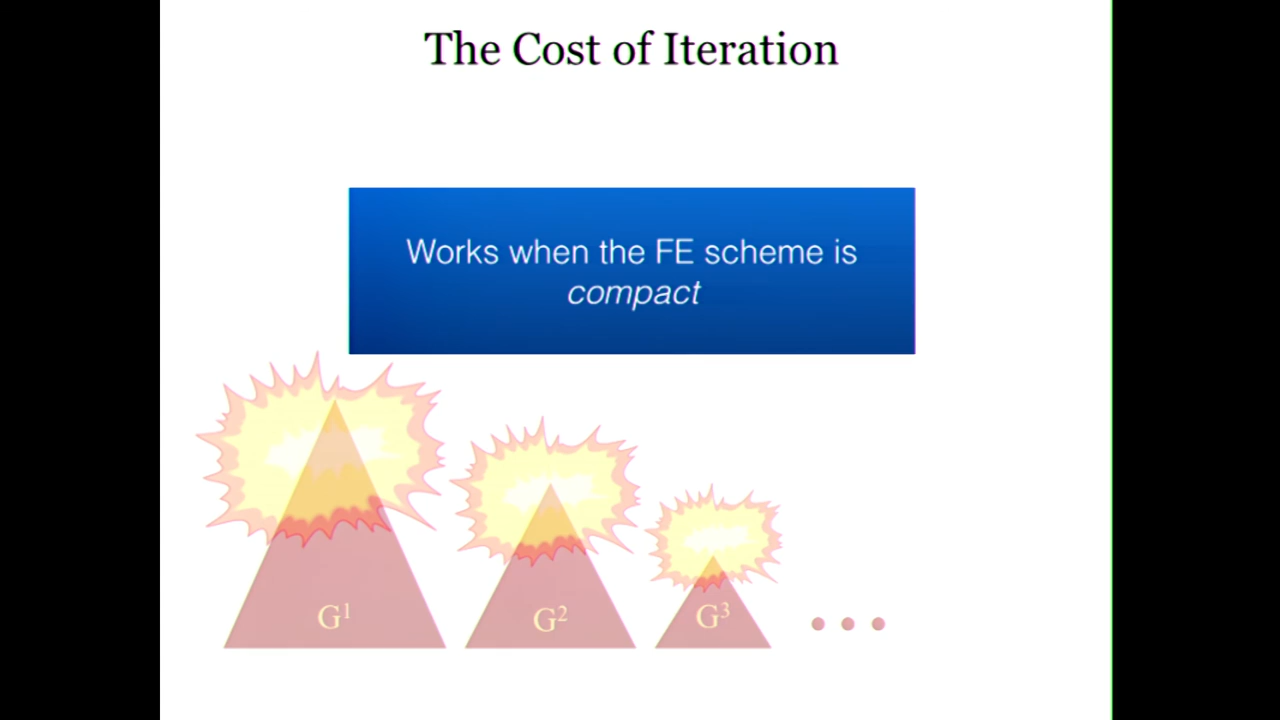 The Cost of Iteration
Works when the FE scheme is
compact
G¹ G² G³ • • •